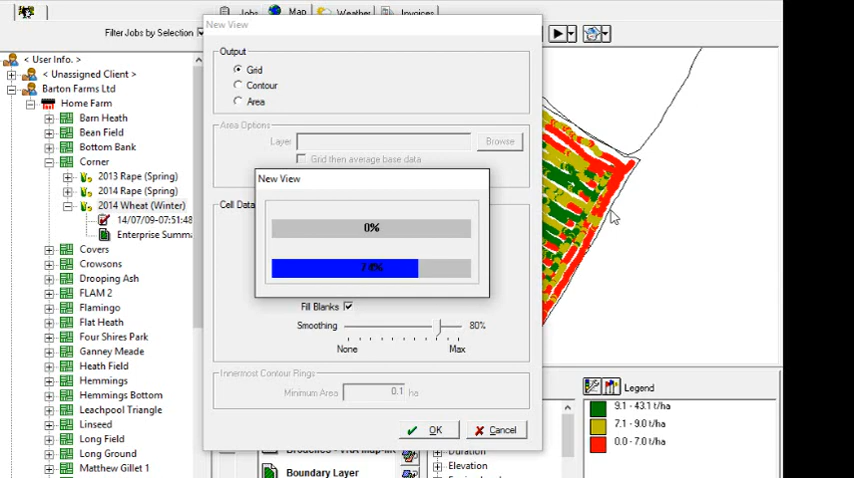 Jobs
Map
Weather
Invoices
Filter Jobs by Selection
< User Info. >
< Unassigned Client >
Barton Farms Ltd
Home Farm
Barn Heath
Bean Field
Bottom Bank
Corner
2013 Rape (Spring)
2014 Rape (Spring)
2014 Wheat (Winter)
14/07/09-07:51:48
Enterprise Summa
Covers
Crowsons
Drooping Ash
FLAM 2
Flamingo
Flat Heath
Four Shires Park
Ganney Meade
Heath Field
Hemmings
Hemmings Bottom
Leachpool Triangle
Linseed
Long Field
Long Ground
Matthew Gillet 1
New View
Output
Grid
Contour
Area
Area Options
Layer
Browse
Grid then average base data
Cell Data
New View
0%
74%
Fill Blanks
Smoothing
80%
None
Max
Innermost Contour Rings
Minimum Area
0.1
ha
OK
Cancel
Boundary Layer
Duration
Elevation
Legend
9.1 - 43.1 t/ha
7.1 - 9.0 t/ha
0.0 - 7.0 t/ha